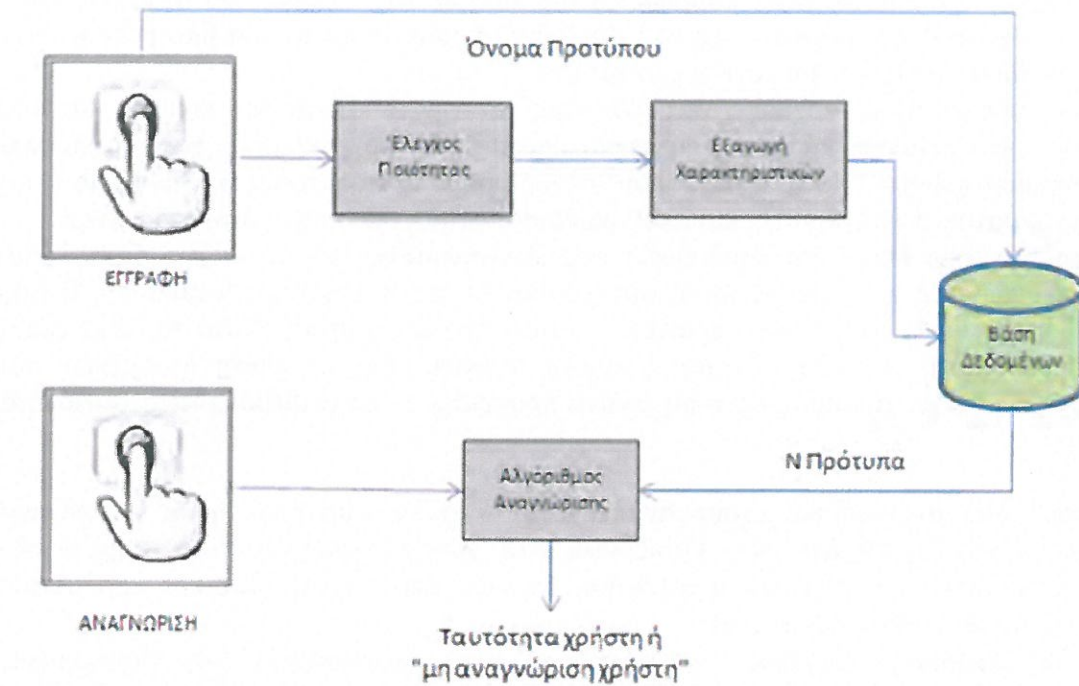 Όνομα Προτύπου
Έλεγχος
Ποιότητας
Εξαγωγή
Χαρακτηριστικών
ΕΓΓΡΑΦΗ
Βάση
Δεδομένων
Αλγόριθμος
Αναγνώρισης
Ν Πρότυπα
ΑΝΑΓΝΩΡΙΣΗ
Ταυτότητα χρήστη ή
"μη αναγνώριση χρήστη"